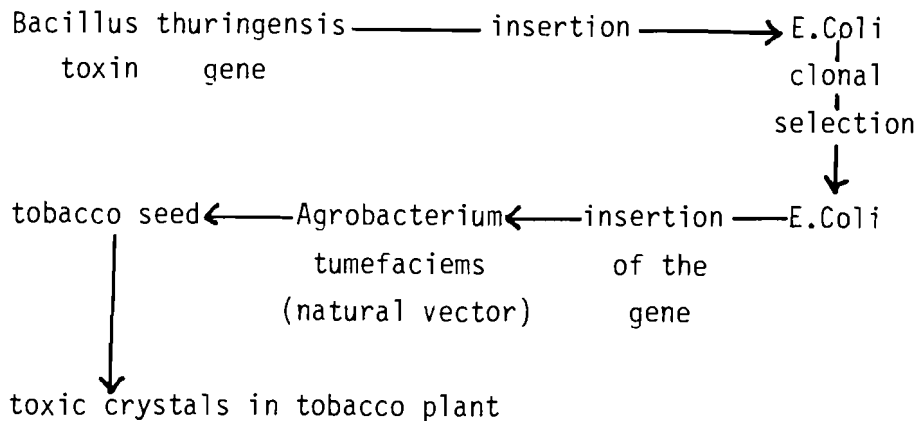 Bacillus thuringensis insertion E.Coli
toxin gene
clonal
selection
tobacco seed Agrobacterium insertion E.Coli
tumefaciems of the
(natural vector) gene
toxic crystals in tobacco plant